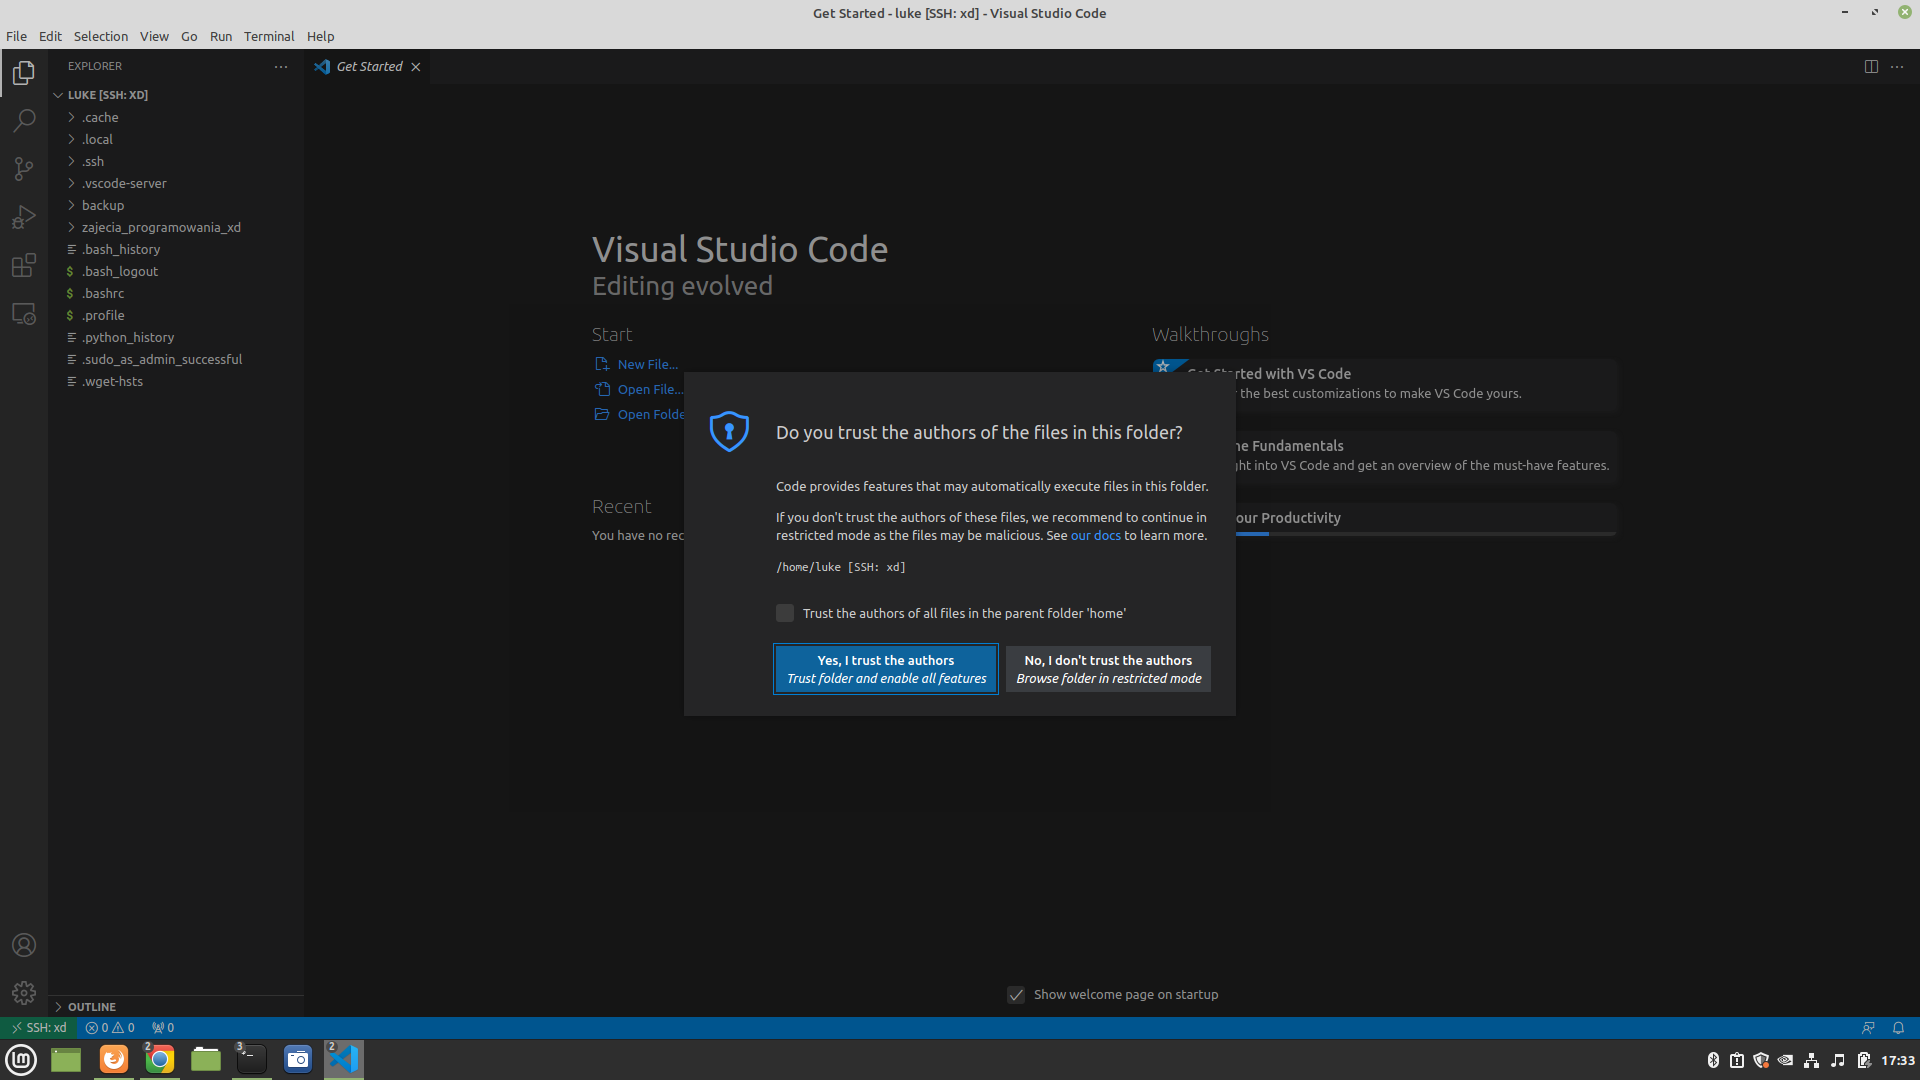 Get Started - luke [SSH: xd] - Visual Studio Code
File Edit Selection View Go Run Terminal Help
EXPLORER
Get Started
LUKE [SSH: XD]
.cache
.local
.ssh
.vscode-server
backup
zajecia_programowania_xd
.bash_history
$ .bash_logout
$ .bashrc
$ .profile
.python_history
.sudo_as_admin_successful
.wget-hsts
OUTLINE
Visual Studio Code
Editing evolved
Start
New File...
Open File...
Open Folde
Recent
You have no rec
Walkthroughs
Get Started with VS Code
the best customizations to make VS Code yours.
Fundamentals
into VS Code and get an overview of the must-have features.
our Productivity
Do you trust the authors of the files in this folder?
Code provides features that may automatically execute files in this folder.
If you don't trust the authors of these files, we recommend to continue in
restricted mode as the files may be malicious. See our docs to learn more.
/home/luke [SSH: xd]
Trust the authors of all files in the parent folder 'home'
Yes, I trust the authors
Trust folder and enable all features
No, I don't trust the authors
Browse folder in restricted mode
Show welcome page on startup
SSH: xd 0 0 0
2 3 2
17:33